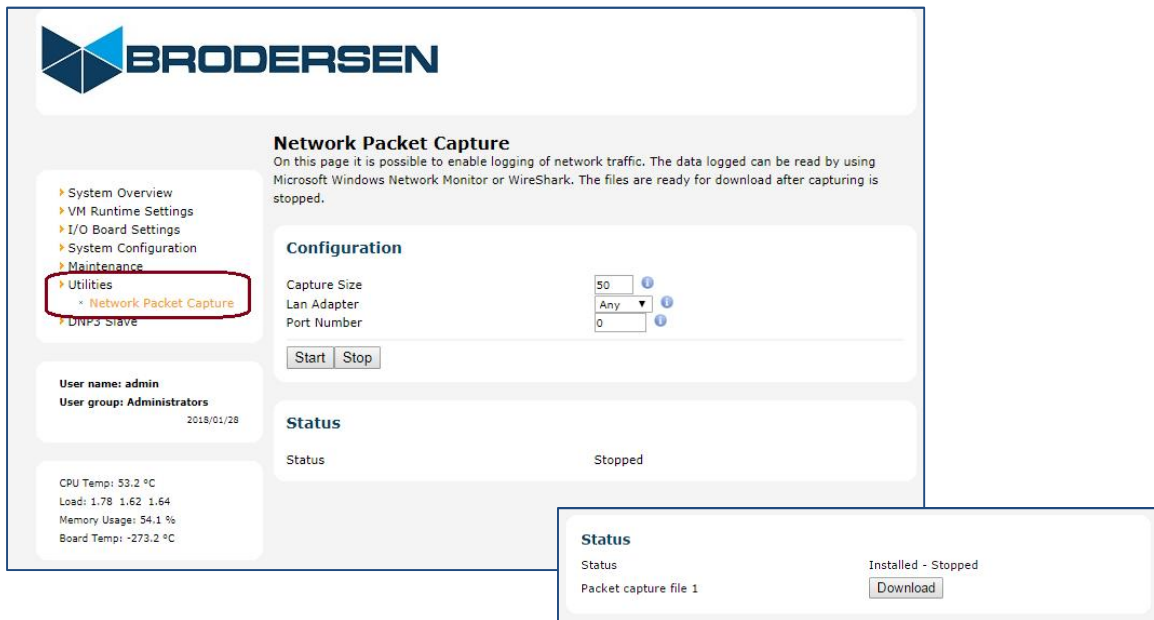 BRODERSEN
Network Packet Capture
On this page it is possible to enable logging of network traffic. The data logged can be read by using
Microsoft Windows Network Monitor or WireShark. The files are ready for download after capturing is
stopped.
System Overview
VM Runtime Settings
I/O Board Settings
System Configuration
Maintenance
Utilities
Network Packet Capture
DNP3 Slave
User name: admin
User group: Administrators
2018/01/28
CPU Temp: 53.2 ºC
Load: 1.78 1.62 1.64
Memory Usage: 54.1 %
Board Temp: -273.2 ºC
Configuration
Capture Size 50
Lan Adapter Any
Port Number 0
Start Stop
Status
Status Stopped
Status
Status Installed - Stopped
Packet capture file 1 Download